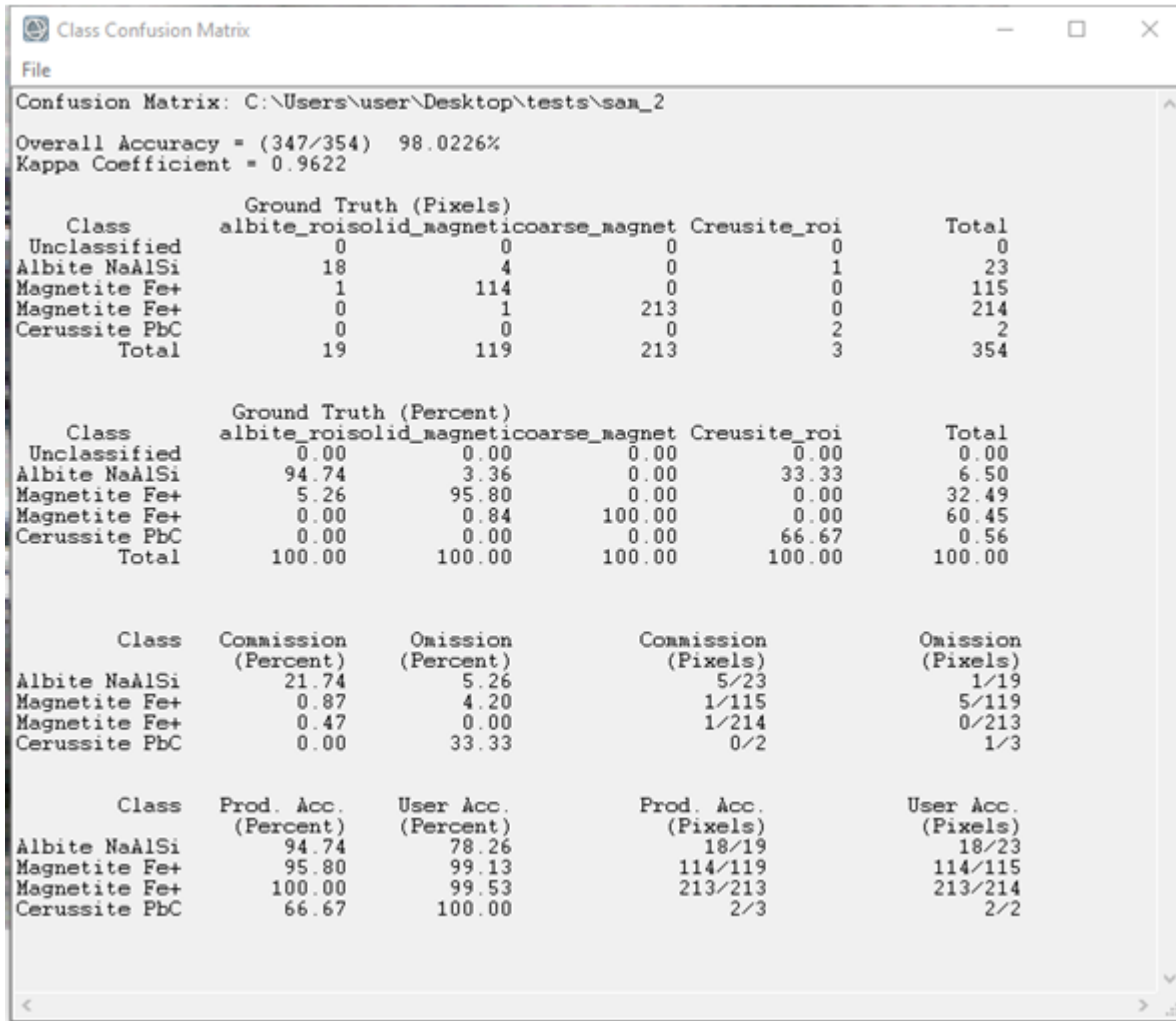 Class Confusion Matrix
File
Confusion Matrix: C:\Users\user\Desktop\tests\sam_2
Overall Accuracy = (347/354) 98.0226%
Kappa Coefficient = 0.9622
Ground Truth (Pixels)
Class albite_roisolid_magneticoarse_magnet Creusite_roi Total
Unclassified 0 0 0 0 0
Albite NaAlSi 18 4 0 1 23
Magnetite Fe+ 1 114 0 0 115
Magnetite Fe+ 0 1 213 0 214
Cerussite PbC 0 0 0 2 2
Total 19 119 213 3 354
Ground Truth (Percent)
Class albite_roisolid_magneticoarse_magnet Creusite_roi Total
Unclassified 0.00 0.00 0.00 0.00 0.00
Albite NaAlSi 94.74 3.36 0.00 33.33 6.50
Magnetite Fe+ 5.26 95.80 0.00 0.00 32.49
Magnetite Fe+ 0.00 0.84 100.00 0.00 60.45
Cerussite PbC 0.00 0.00 0.00 66.67 0.56
Total 100.00 100.00 100.00 100.00 100.00
Class Commission Omission Commission Omission
(Percent) (Percent) (Pixels) (Pixels)
Albite NaAlSi 21.74 5.26 5/23 1/19
Magnetite Fe+ 0.87 4.20 1/115 5/119
Magnetite Fe+ 0.47 0.00 1/214 0/213
Cerussite PbC 0.00 33.33 0/2 1/3
Class Prod. Acc. User Acc. Prod. Acc. User Acc.
(Percent) (Percent) (Pixels) (Pixels)
Albite NaAlSi 94.74 78.26 18/19 18/23
Magnetite Fe+ 95.80 99.13 114/119 114/115
Magnetite Fe+ 100.00 99.53 213/213 213/214
Cerussite PbC 66.67 100.00 2/3 2/2